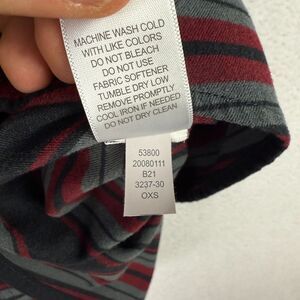 MACHINE WASH COLD
WITH LIKE COLORS
DO NOT BLEACH
DO NOT USE
FABRIC SOFTENER
TUMBLE DRY LOW
REMOVE PROMPTLY
COOL IRON IF NEEDED
DO NOT DRY CLEAN
53800
20080111
B21
3237-30
OXS